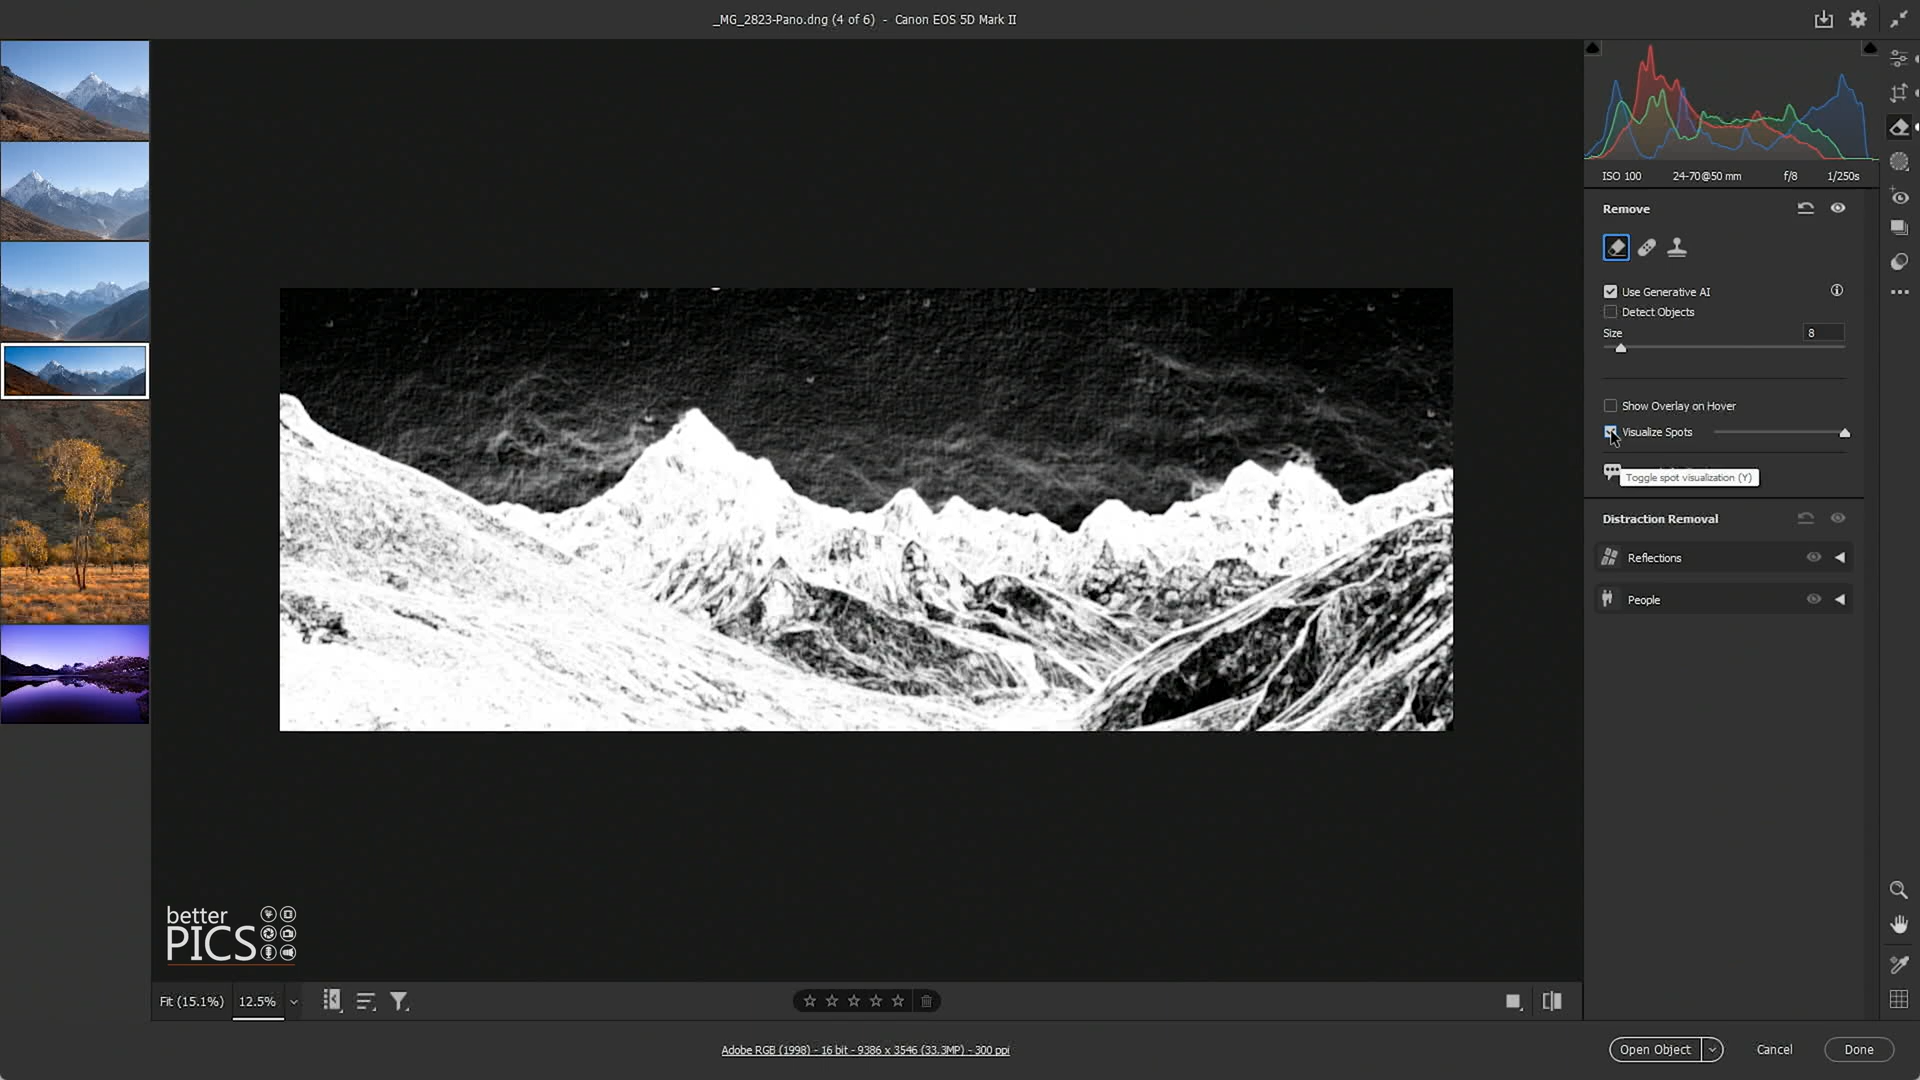 _MG_2823-Pano.dng (4 of 6) - Canon EOS 5D Mark II
ISO 100 24-70@50 mm f/8 1/250s
Remove
Use Generative AI
Detect Objects
Size 8
Show Overlay on Hover
Visualize Spots
Toggle spot visualization (Y)
Distraction Removal
Reflections
People
better
PICS
Fit (15.1%) 12.5%
Adobe RGB (1998) - 16 bit - 9386 x 3546 (33.3MP) - 300 ppi
Open Object Cancel Done